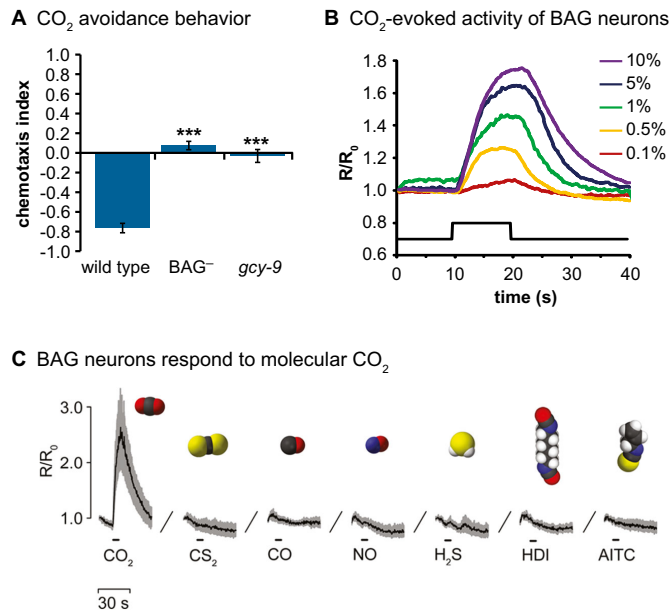 A CO₂ avoidance behavior
chemotaxis index
1.0
0.8
0.6
0.4
0.2
0.0
-0.2
-0.4
-0.6
-0.8
-1.0
***
***
wild type BAG⁻ gcy-9
B CO₂-evoked activity of BAG neurons
R/R₀
1.8
1.6
1.4
1.2
1.0
0.8
0.6
10%
5%
1%
0.5%
0.1%
0 10 20 30 40
time (s)
C BAG neurons respond to molecular CO₂
R/R₀
3.0
2.0
1.0
/ / / / / /
CO₂ CS₂ CO NO H₂S HDI AITC
30 s